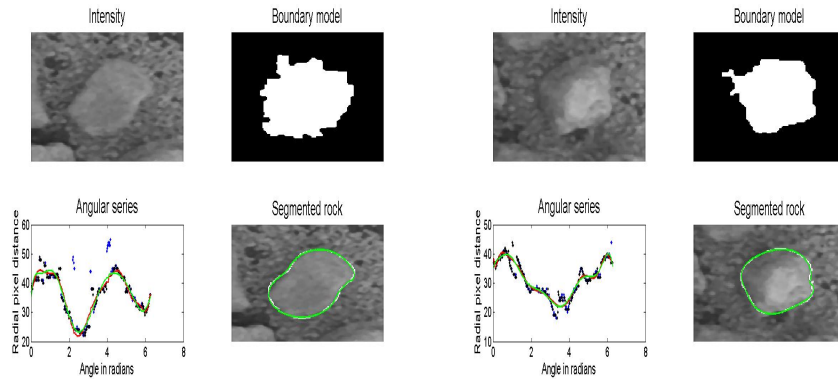 Intensity
Boundary model
Intensity
Boundary model
Angular series
Segmented rock
Angular series
Segmented rock
Radial pixel distance
60
50
40
30
20
10
0 2 4 6 8
Angle in radians
Radial pixel distance
50
40
30
20
10
0 2 4 6 8
Angle in radians